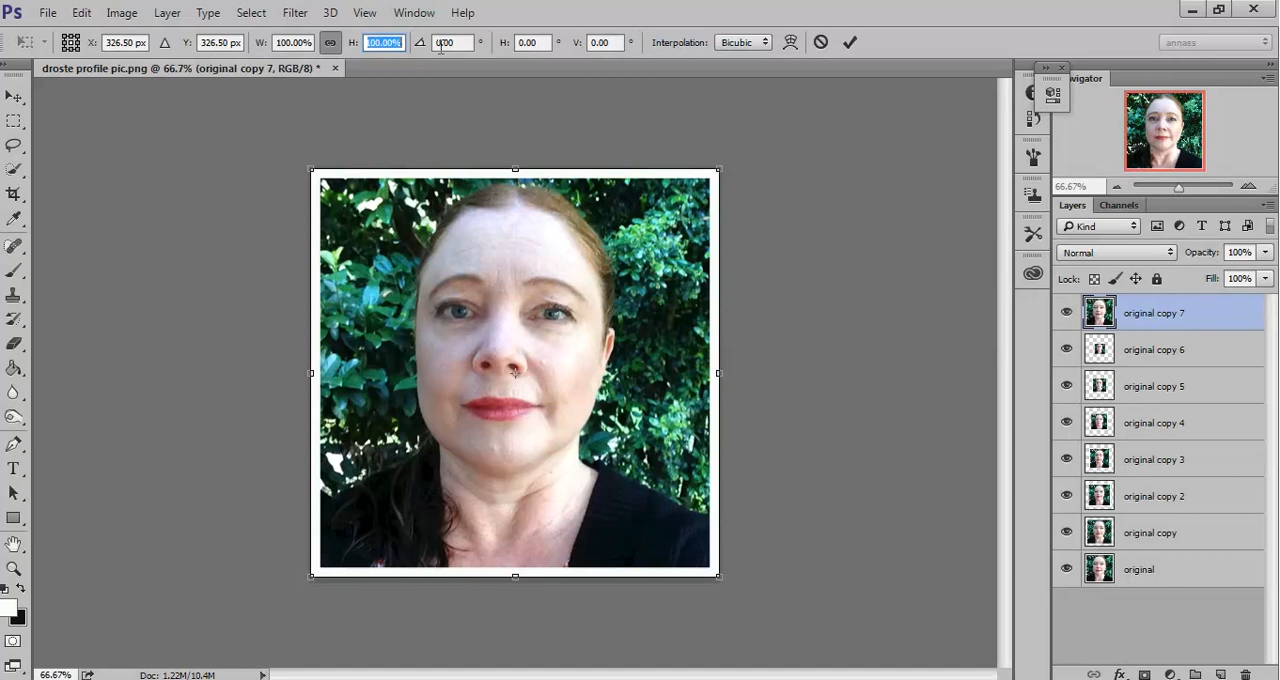 Ps File Edit Image Layer Type Select Filter 3D View Window Help
X: 326.50 px Y: 326.50 px W: 100.00% H: 100.00% 0.00 ° H: 0.00 ° V: 0.00 ° Interpolation: Bicubic annass
droste profile pic.png @ 66.7% (original copy 7, RGB/8) * ×
66.67%
Layers Channels
Kind
Normal Opacity: 100%
Lock: Fill: 100%
original copy 7
original copy 6
original copy 5
original copy 4
original copy 3
original copy 2
original copy
original
66.67% Doc: 1.22M/10.4M